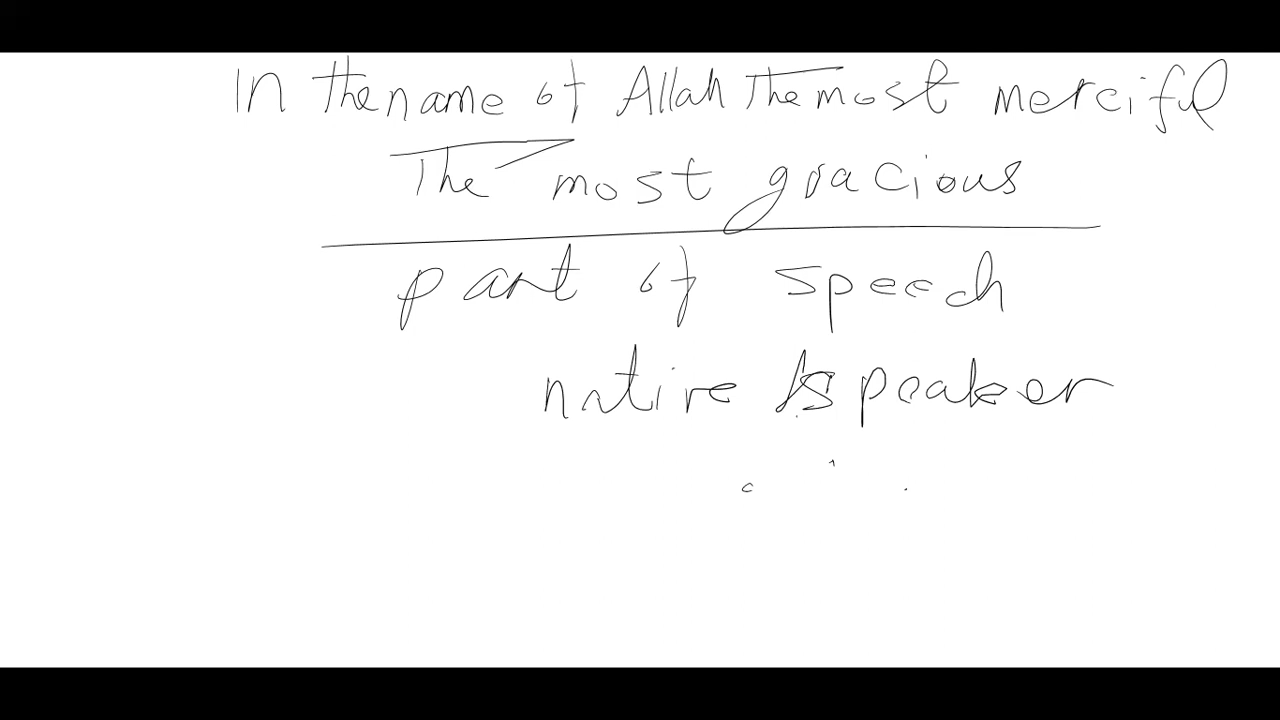 In the name of Allah The most merciful
The most gracious
part of speech
native speaker